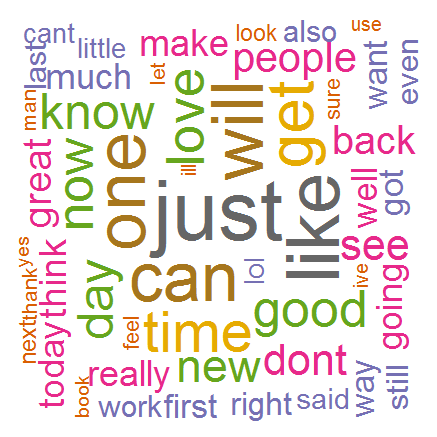 cant
little
last
much
make
look
also
use
people
want
even
let
man
know
love
will
get
sure
back
great
now
one
ill
just
like
well
got
see
yes
today
think
thank
next
day
can
lol
ive
going
good
time
feel
new
dont
really
book
work
first
right
said
way
still